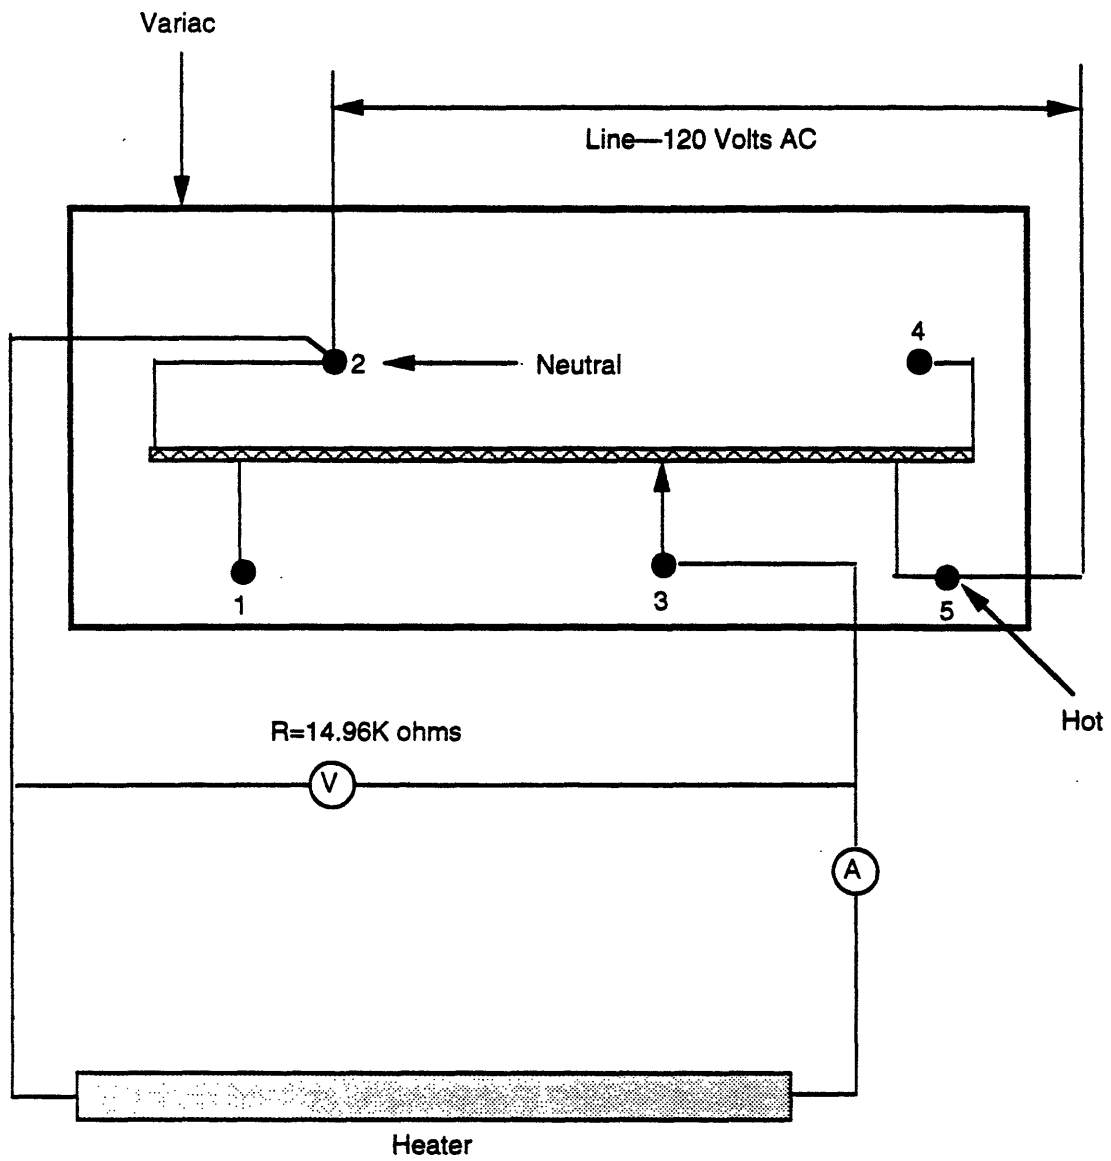 Variac
Line—120 Volts AC
4
2
Neutral
1
3
5
Hot
R=14.96K ohms
V
A
Heater